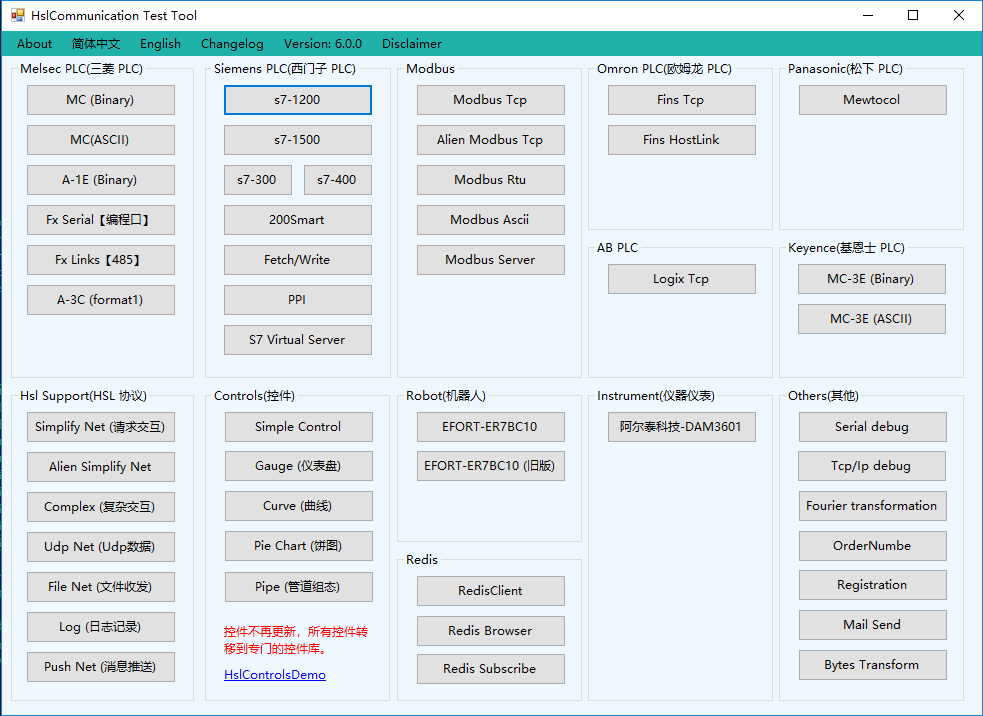 HslCommunication Test Tool
About 简体中文 English Changelog Version: 6.0.0 Disclaimer
Melsec PLC(三菱 PLC)
MC (Binary)
MC(ASCII)
A-1E (Binary)
Fx Serial【编程口】
Fx Links【485】
A-3C (format1)
Siemens PLC(西门子 PLC)
s7-1200
s7-1500
s7-300 s7-400
200Smart
Fetch/Write
PPI
S7 Virtual Server
Modbus
Modbus Tcp
Alien Modbus Tcp
Modbus Rtu
Modbus Ascii
Modbus Server
Omron PLC(欧姆龙 PLC)
Fins Tcp
Fins HostLink
Panasonic(松下 PLC)
Mewtocol
AB PLC
Logix Tcp
Keyence(基恩士 PLC)
MC-3E (Binary)
MC-3E (ASCII)
Hsl Support(HSL 协议)
Simplify Net (请求交互)
Alien Simplify Net
Complex (复杂交互)
Udp Net (Udp数据)
File Net (文件收发)
Log (日志记录)
Push Net (消息推送)
Controls(控件)
Simple Control
Gauge (仪表盘)
Curve (曲线)
Pie Chart (饼图)
Pipe (管道组态)
控件不再更新，所有控件转
移到专门的控件库。
HslControlsDemo
Robot(机器人)
EFORT-ER7BC10
EFORT-ER7BC10 (旧版)
Redis
RedisClient
Redis Browser
Redis Subscribe
Instrument(仪器仪表)
阿尔泰科技-DAM3601
Others(其他)
Serial debug
Tcp/Ip debug
Fourier transformation
OrderNumbe
Registration
Mail Send
Bytes Transform